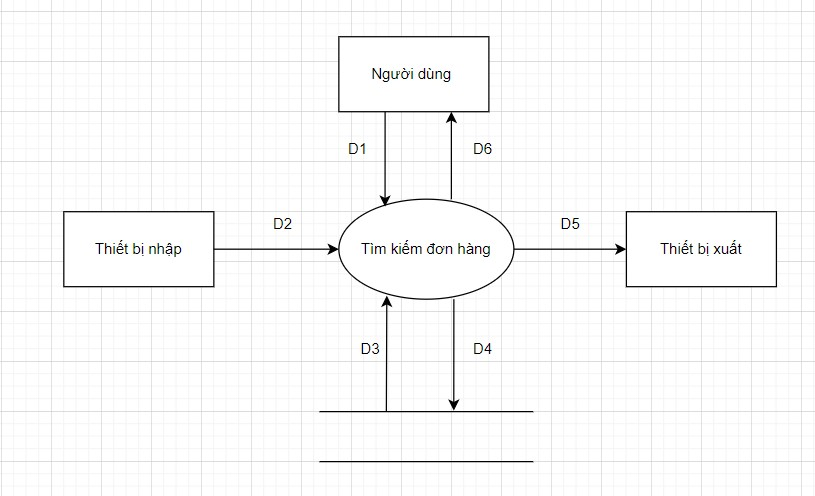 Người dùng
D1
D6
D2
D5
Thiết bị nhập
Tìm kiếm đơn hàng
Thiết bị xuất
D3
D4